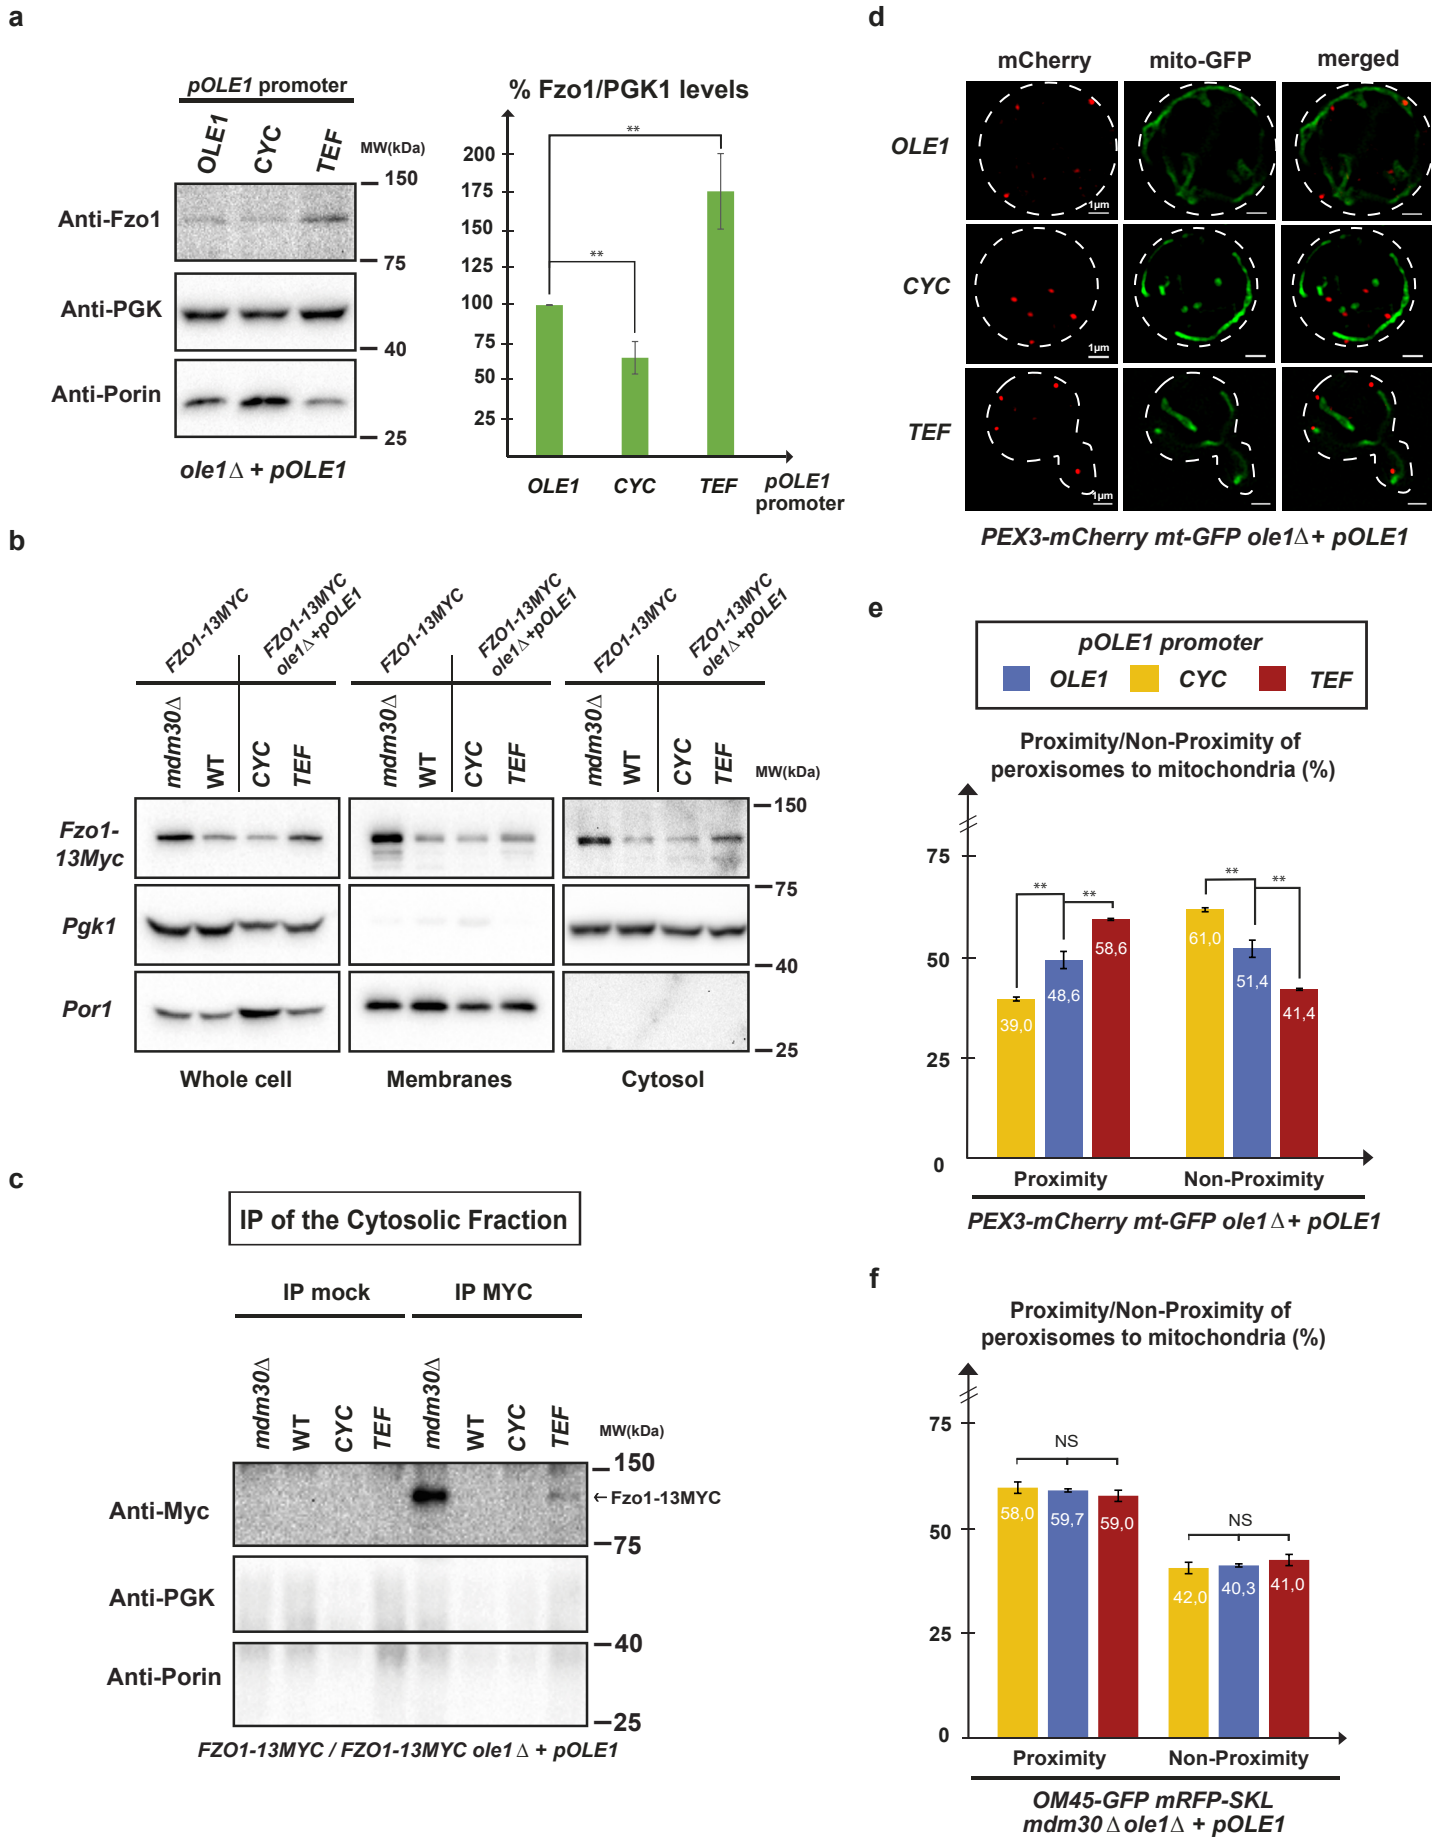 a
pOLE1 promoter
OLE1 CYC TEF
MW(kDa)
Anti-Fzo1
150
75
Anti-PGK
40
Anti-Porin
25
ole1Δ + pOLE1
% Fzo1/PGK1 levels
**
**
200
175
150
125
100
75
50
25
OLE1 CYC TEF
pOLE1
promoter
b
FZO1-13MYC
FZO1-13MYC
ole1Δ+pOLE1
FZO1-13MYC
FZO1-13MYC
ole1Δ+pOLE1
FZO1-13MYC
FZO1-13MYC
ole1Δ+pOLE1
mdm30Δ WT CYC TEF
mdm30Δ WT CYC TEF
mdm30Δ WT CYC TEF
MW(kDa)
Fzo1-
13Myc
150
75
Pgk1
40
Por1
25
Whole cell
Membranes
Cytosol
c
IP of the Cytosolic Fraction
IP mock
IP MYC
mdm30Δ WT CYC TEF
mdm30Δ WT CYC TEF
MW(kDa)
Anti-Myc
150
←Fzo1-13MYC
75
Anti-PGK
40
Anti-Porin
25
FZO1-13MYC / FZO1-13MYC ole1Δ + pOLE1
d
mCherry mito-GFP merged
OLE1
1µm
CYC
1µm
TEF
1µm
PEX3-mCherry mt-GFP ole1Δ+ pOLE1
e
pOLE1 promoter
OLE1 CYC TEF
Proximity/Non-Proximity of
peroxisomes to mitochondria (%)
75
50
25
0
** **
** **
39,0
48,6
58,6
61,0
51,4
41,4
Proximity
Non-Proximity
PEX3-mCherry mt-GFP ole1Δ+ pOLE1
f
Proximity/Non-Proximity of
peroxisomes to mitochondria (%)
75
50
25
0
NS
NS
58,0
59,7
59,0
42,0
40,3
41,0
Proximity
Non-Proximity
OM45-GFP mRFP-SKL
mdm30Δole1Δ + pOLE1